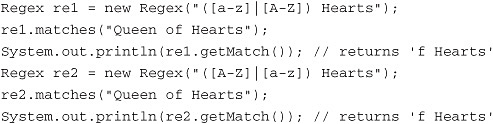 Regex re1 = new Regex("([a-z]|[A-Z]) Hearts");
re1.matches("Queen of Hearts");
System.out.println(re1.getMatch()); // returns 'f Hearts'
Regex re2 = new Regex("([A-Z]|[a-z]) Hearts");
re2.matches("Queen of Hearts");
System.out.println(re2.getMatch()); // returns 'f Hearts'